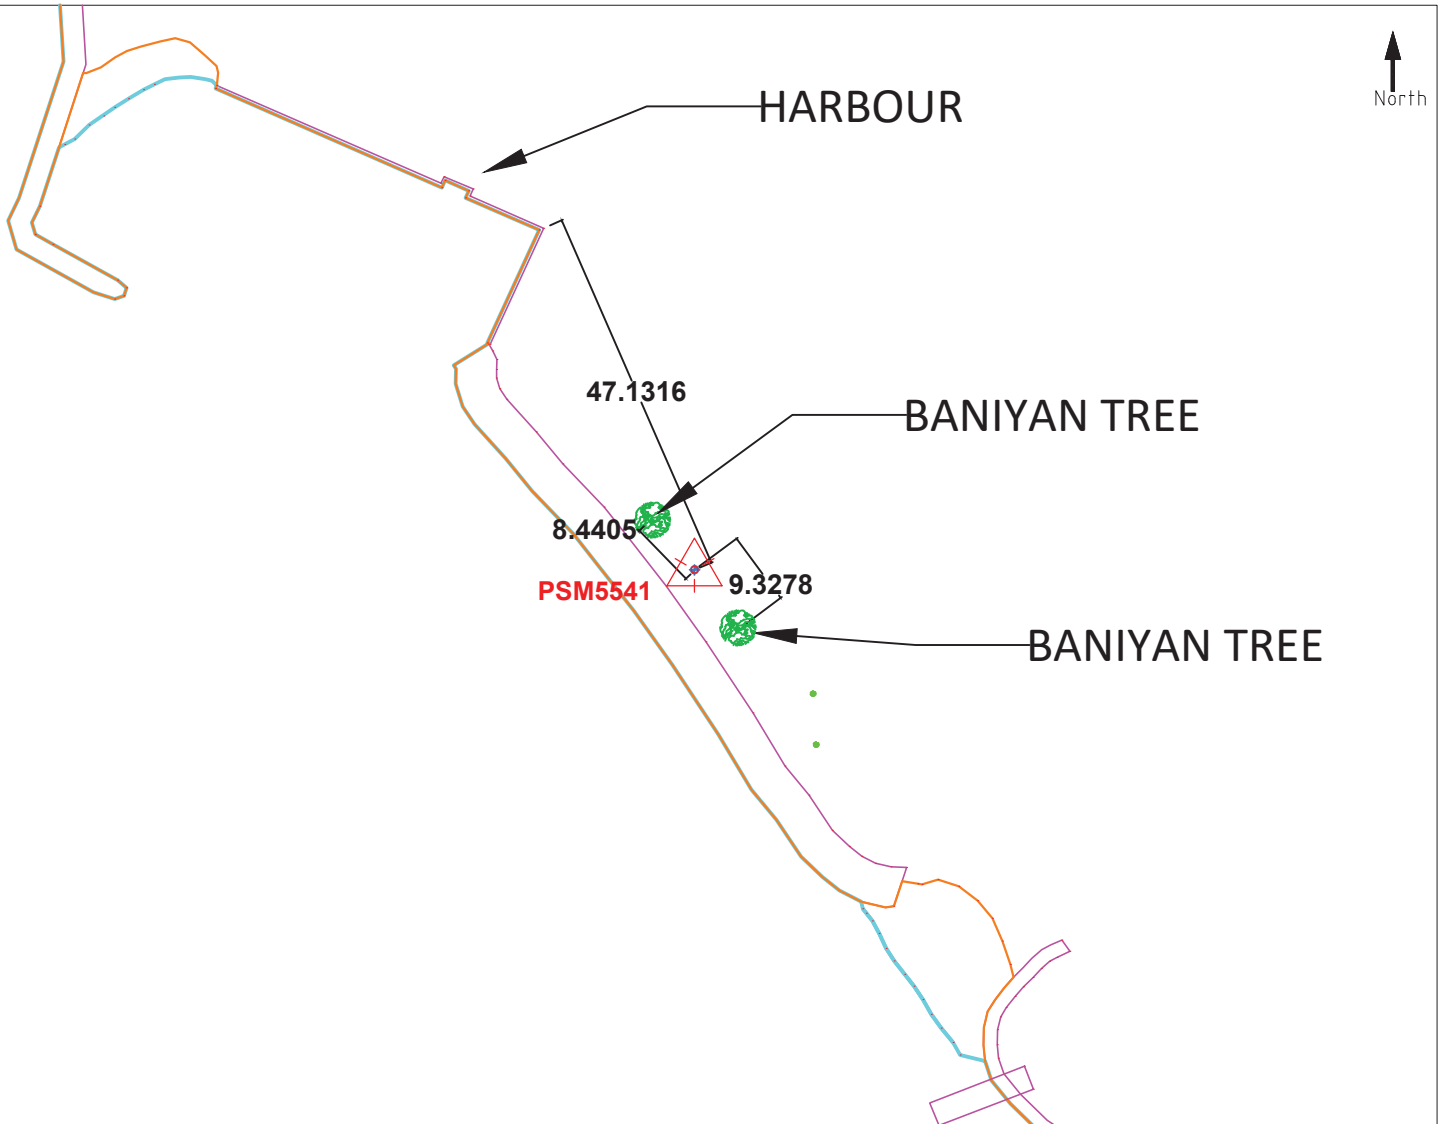 HARBOUR
North
47.1316
BANIYAN TREE
8.4405
PSM5541
9.3278
BANIYAN TREE